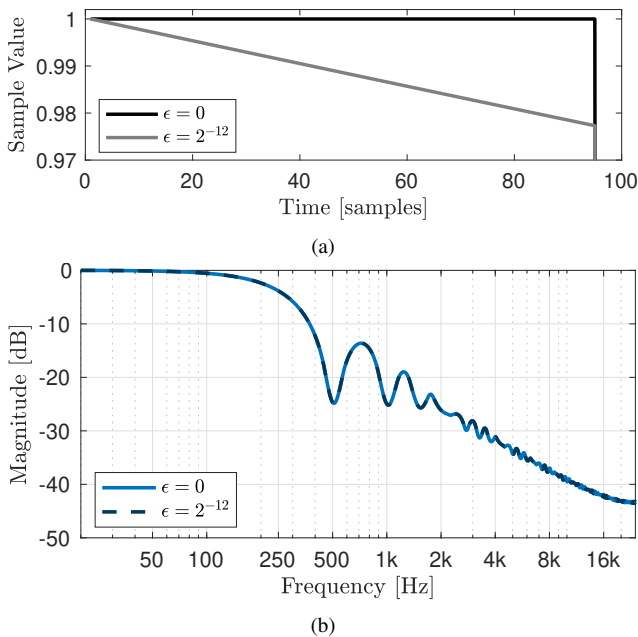 Sample Value
1
0.99
0.98
0.97
ϵ = 0
ϵ = 2⁻¹²
0 20 40 60 80 100
Time [samples]
(a)
Magnitude [dB]
0
-10
-20
-30
-40
-50
ϵ = 0
ϵ = 2⁻¹²
50 100 250 500 1k 2k 4k 8k 16k
Frequency [Hz]
(b)